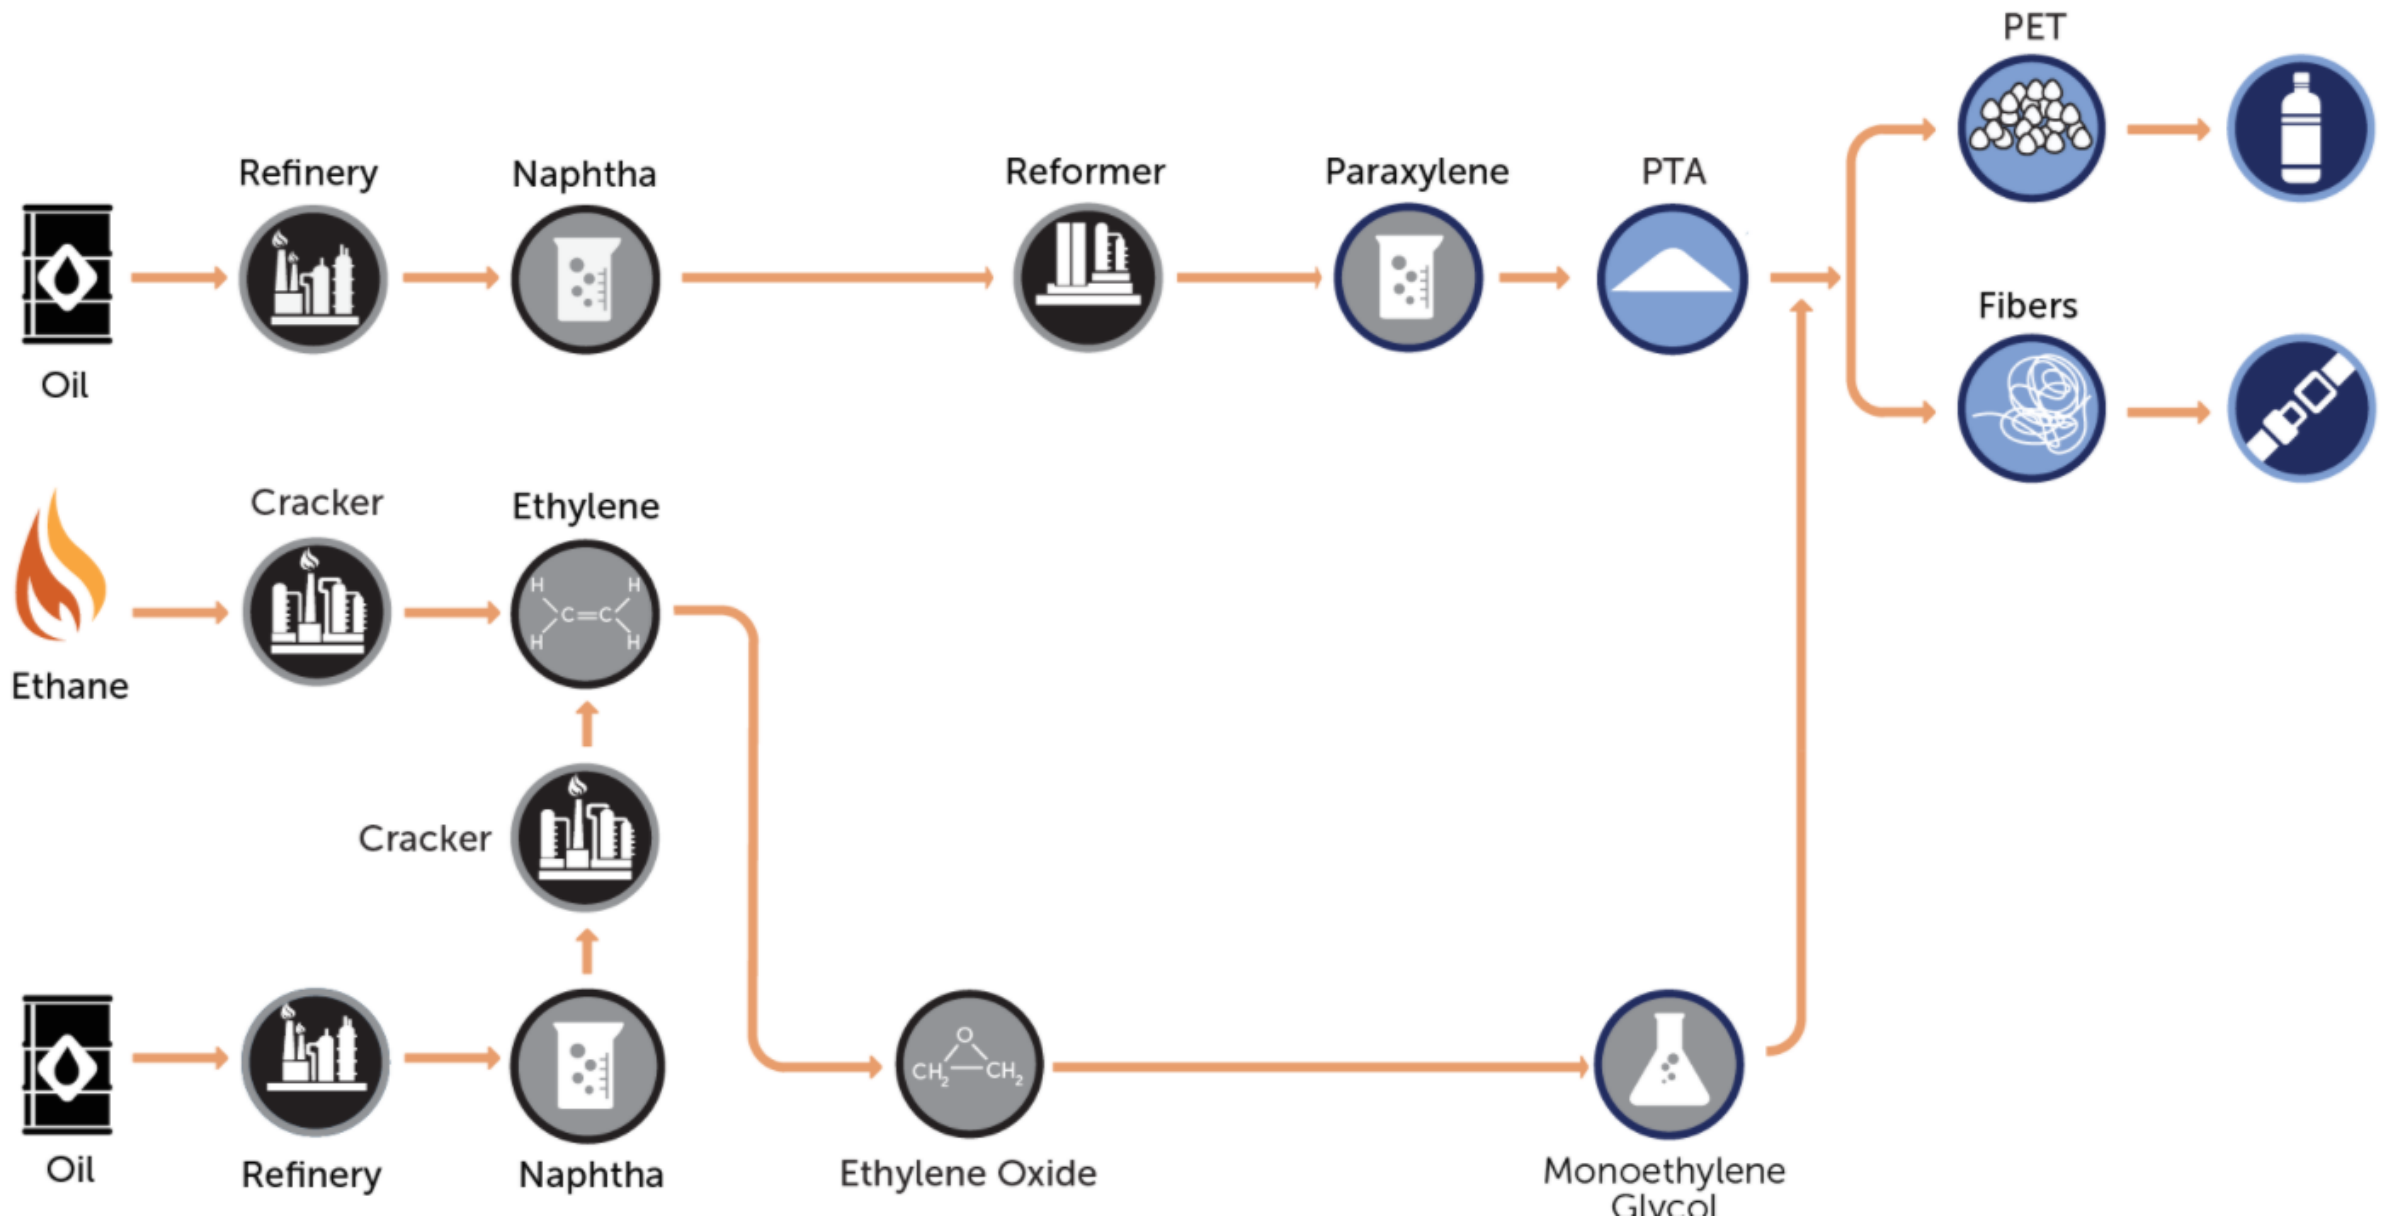 PET
Refinery
Naphtha
Reformer
Paraxylene
PTA
Oil
Fibers
Cracker
Ethylene
H H
C=C
H H
Ethane
Cracker
O
CH2 CH2
Oil
Refinery
Naphtha
Ethylene Oxide
Monoethylene
Glycol